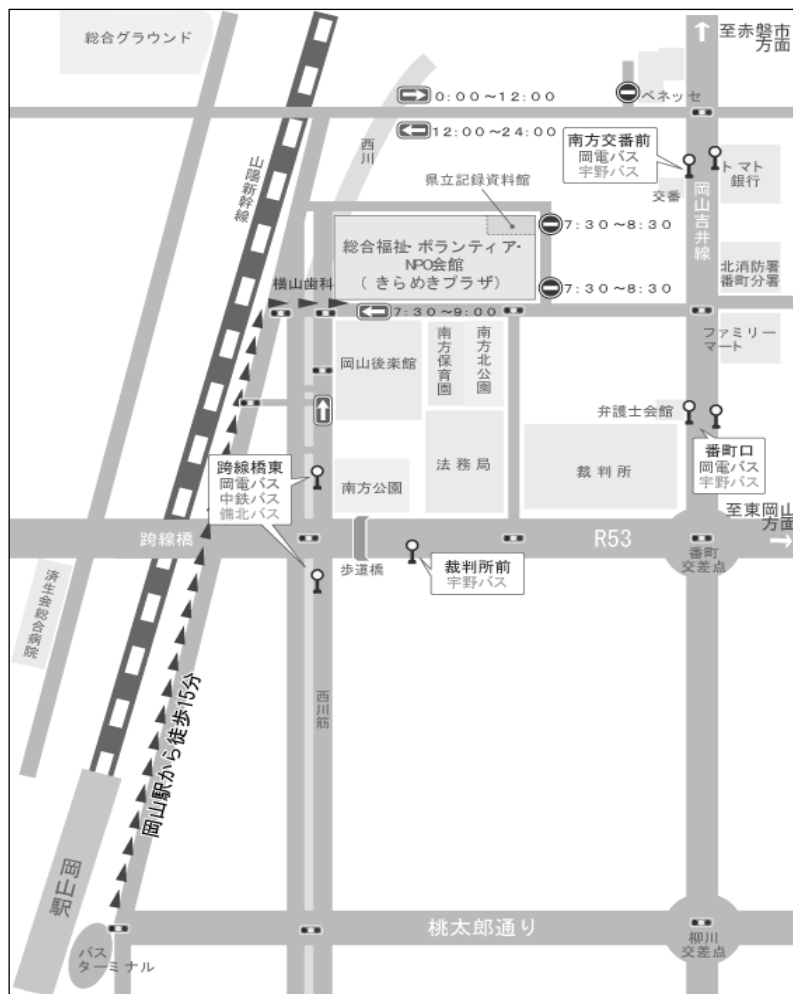 総合グラウンド
至赤磐市
方面
0:00〜12:00
ベネッセ
12:00〜24:00
西川
南方交番前
岡電バス
宇野バス
トマト
銀行
山陽新幹線
県立記録資料館
交番
岡山吉井線
7:30〜8:30
総合福祉・ボランティア・
NPO会館
(きらめきプラザ)
北消防署
番町分署
横山歯科
7:30〜8:30
7:30〜9:00
ファミリー
マート
岡山後楽館
南方保育園
南方北公園
弁護士会館
番町口
岡電バス
宇野バス
跨線橋東
岡電バス
中鉄バス
備北バス
南方公園
法務局
裁判所
至東岡山
方面
跨線橋
R53
番町
交差点
歩道橋
裁判所前
宇野バス
済生会総合病院
岡山駅から徒歩15分
西川筋
岡山駅
桃太郎通り
柳川
交差点
バス
ターミナル